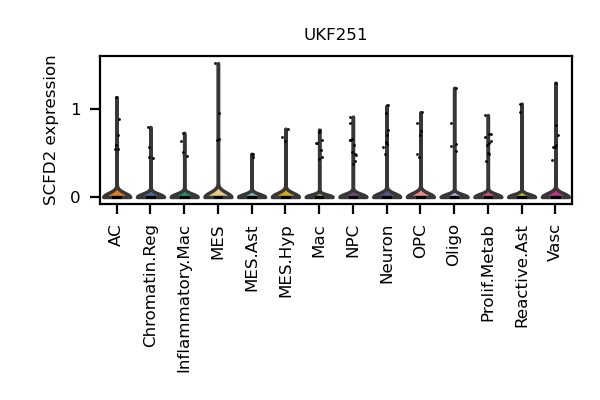 UKF251
SCFD2 expression
1
0
AC
Chromatin.Reg
Inflammatory.Mac
MES
MES.Ast
MES.Hyp
Mac
NPC
Neuron
OPC
Oligo
Prolif.Metab
Reactive.Ast
Vasc